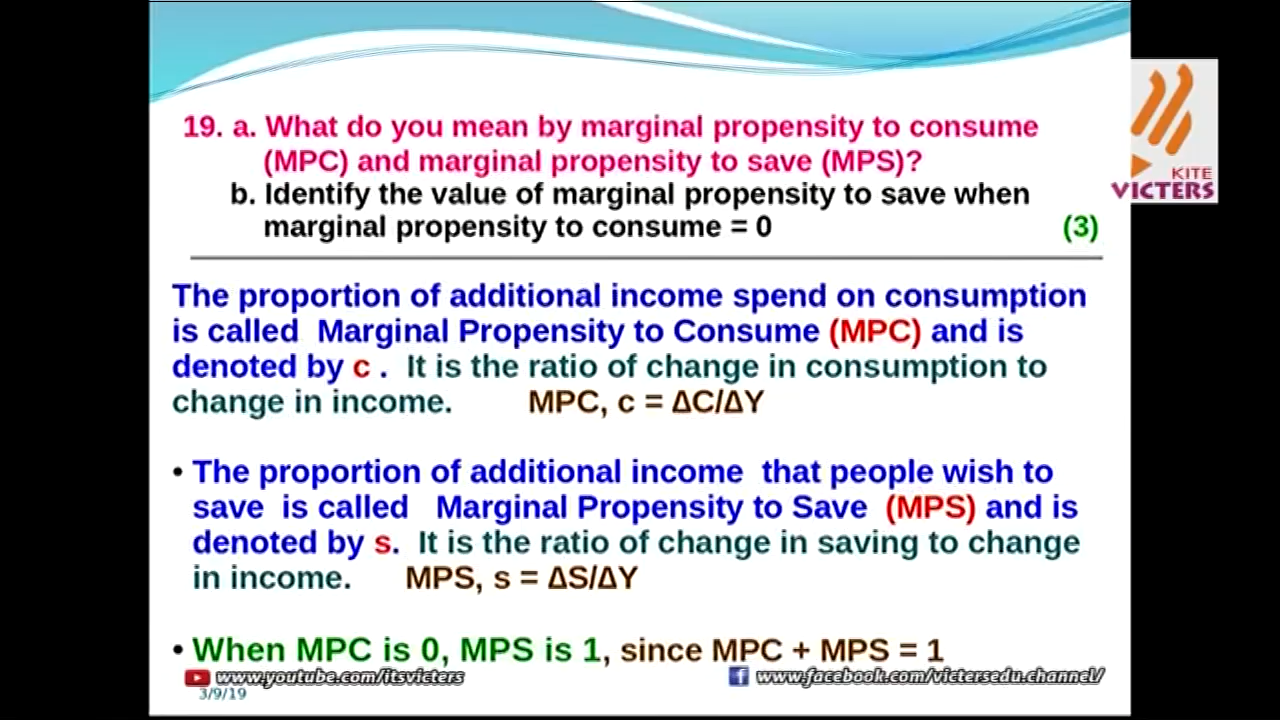 19. a. What do you mean by marginal propensity to consume
(MPC) and marginal propensity to save (MPS)?
b. Identify the value of marginal propensity to save when
marginal propensity to consume = 0 (3)
KITE
VICTERS
The proportion of additional income spend on consumption
is called Marginal Propensity to Consume (MPC) and is
denoted by c . It is the ratio of change in consumption to
change in income. MPC, c = ΔC/ΔY
• The proportion of additional income that people wish to
save is called Marginal Propensity to Save (MPS) and is
denoted by s. It is the ratio of change in saving to change
in income. MPS, s = ΔS/ΔY
• When MPC is 0, MPS is 1, since MPC + MPS = 1
www.youtube.com/itsvicters www.facebook.com/victersedu.channel/
3/9/19